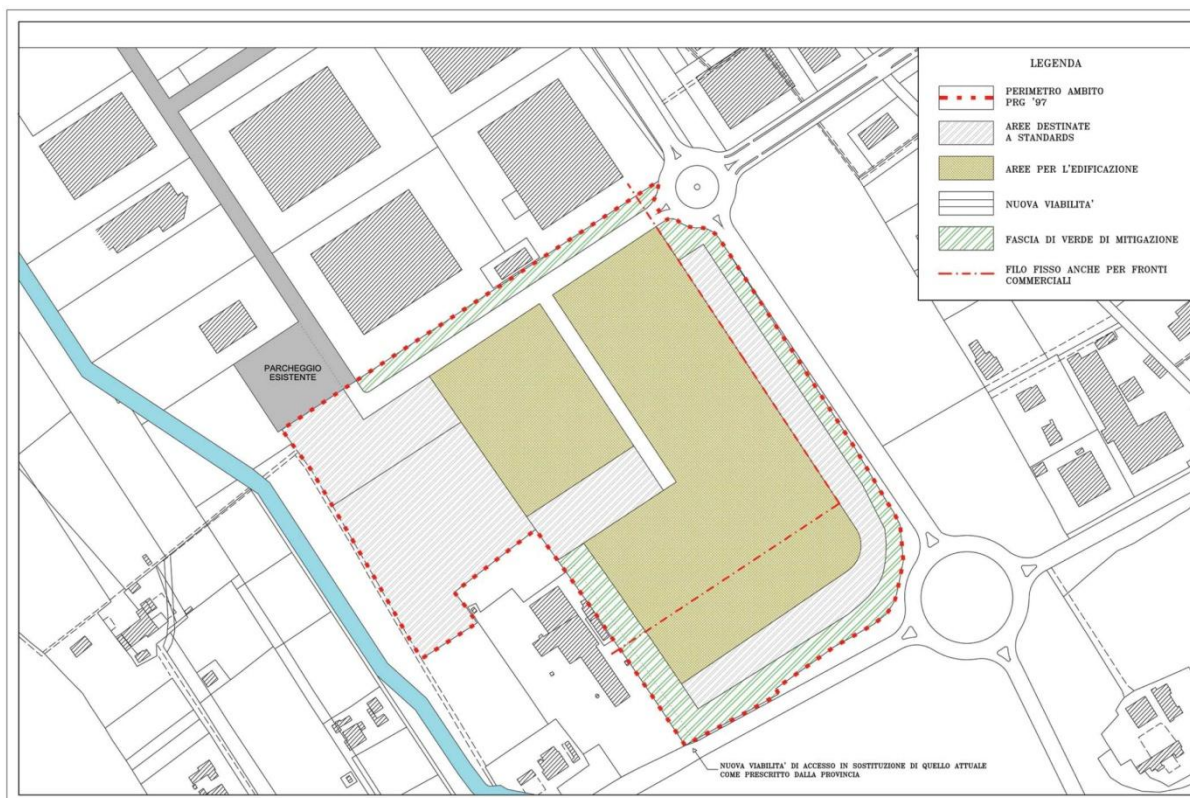 LEGENDA
PERIMETRO AMBITO
PRG '97
AREE DESTINATE
A STANDARDS
AREE PER L'EDIFICAZIONE
NUOVA VIABILITA'
FASCIA DI VERDE DI MITIGAZIONE
FILO FISSO ANCHE PER FRONTI
COMMERCIALI
PARCHEGGIO
ESISTENTE
NUOVA VIABILITA' DI ACCESSO IN SOSTITUZIONE DI QUELLO ATTUALE
COME PRESCRITTO DALLA PROVINCIA